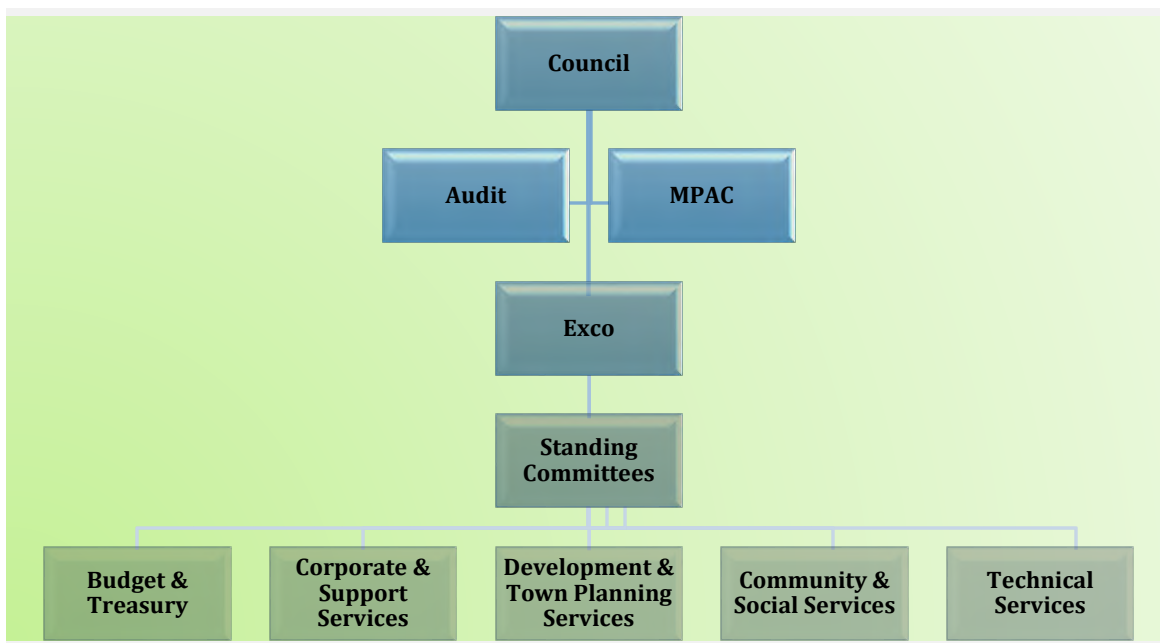 Council
Audit
MPAC
Exco
Standing
Committees
Budget &
Treasury
Corporate &
Support
Services
Development &
Town Planning
Services
Community &
Social Services
Technical
Services